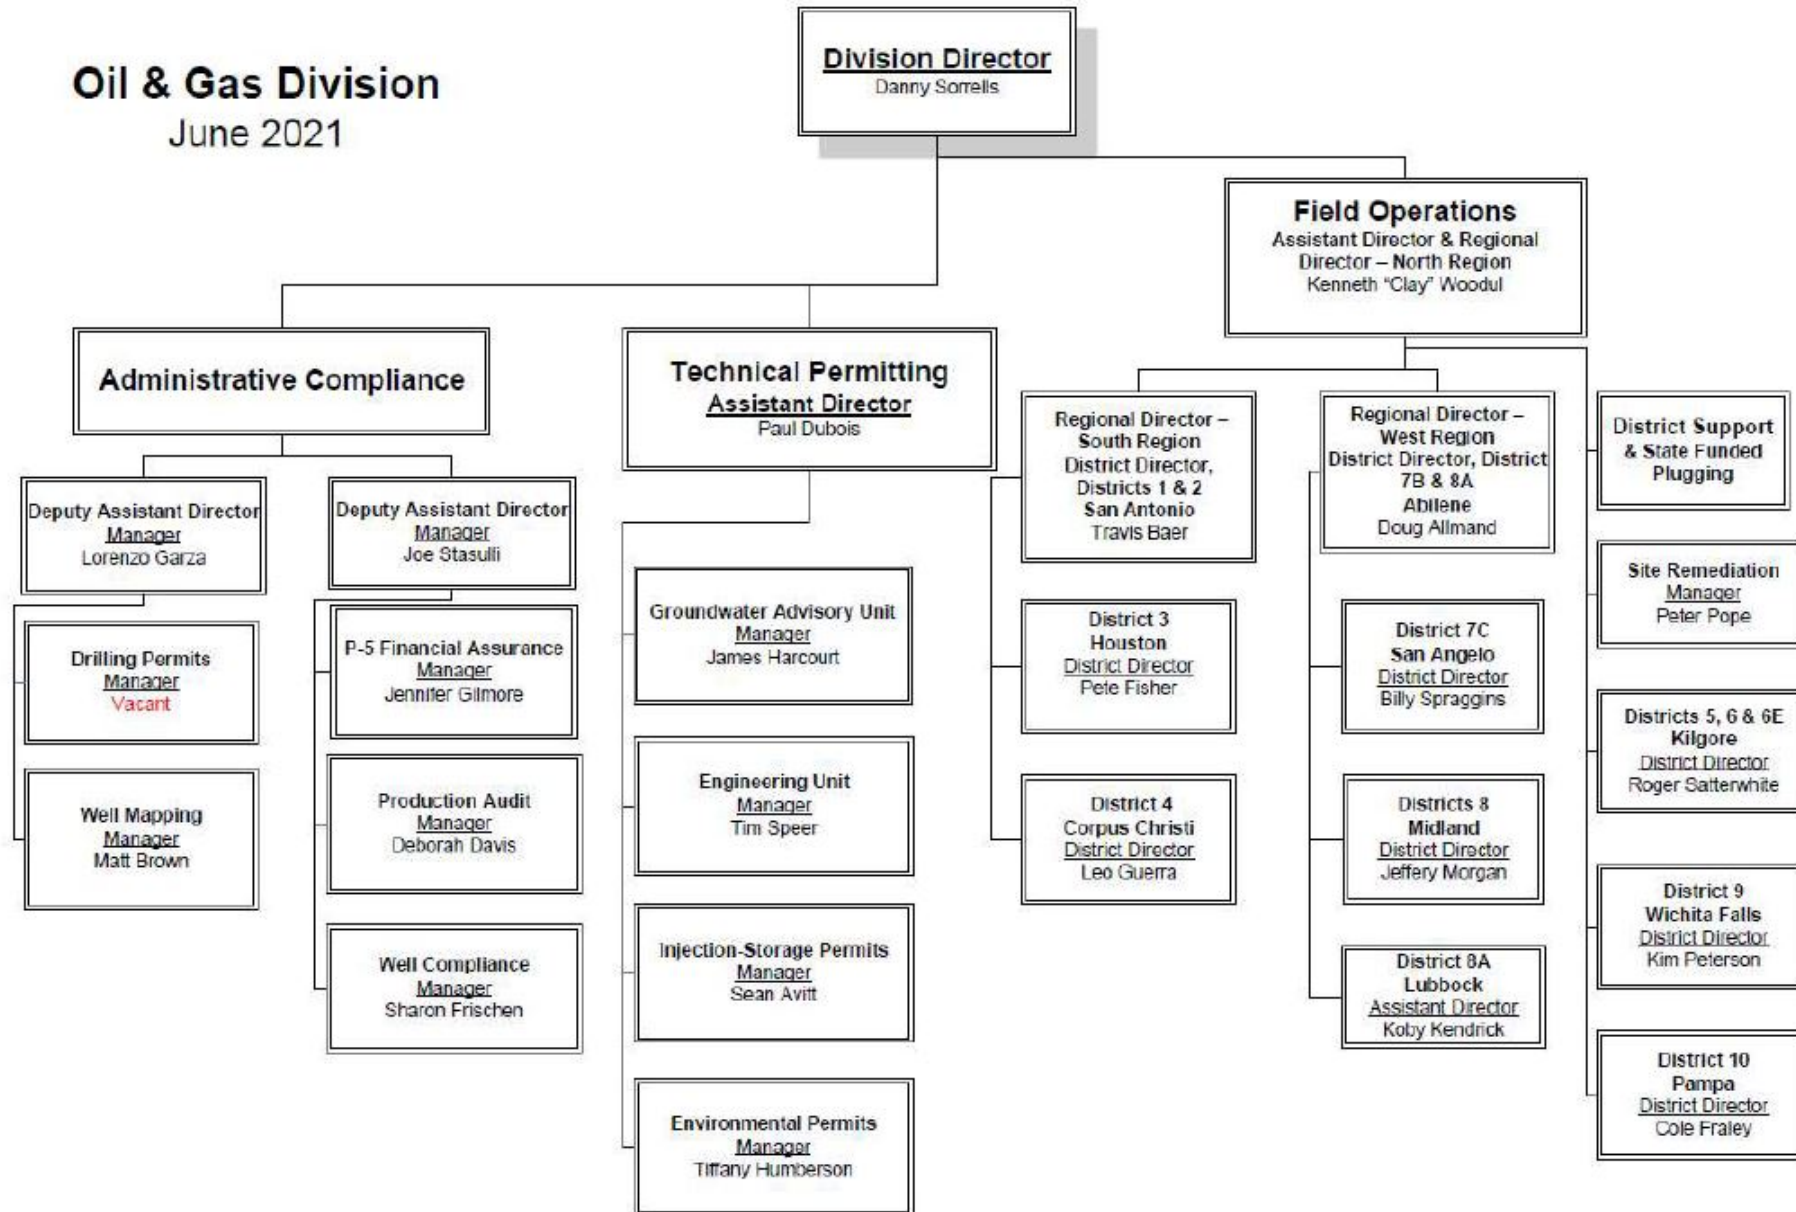 Oil & Gas Division
June 2021
Division Director
Danny Sorrells
Field Operations
Assistant Director & Regional
Director – North Region
Kenneth “Clay” Woodul
Administrative Compliance
Technical Permitting
Assistant Director
Paul Dubois
Deputy Assistant Director
Manager
Lorenzo Garza
Drilling Permits
Manager
Vacant
Well Mapping
Manager
Matt Brown
Deputy Assistant Director
Manager
Joe Stasulli
P-5 Financial Assurance
Manager
Jennifer Gilmore
Production Audit
Manager
Deborah Davis
Well Compliance
Manager
Sharon Frischen
Groundwater Advisory Unit
Manager
James Harcourt
Engineering Unit
Manager
Tim Speer
Injection-Storage Permits
Manager
Sean Avitt
Environmental Permits
Manager
Tiffany Humberson
Regional Director –
South Region
District Director,
Districts 1 & 2
San Antonio
Travis Baer
District 3
Houston
District Director
Pete Fisher
District 4
Corpus Christi
District Director
Leo Guerra
Regional Director –
West Region
District Director, District
7B & 8A
Abilene
Doug Allmand
District 7C
San Angelo
District Director
Billy Spraggins
Districts 8
Midland
District Director
Jeffery Morgan
District 8A
Lubbock
Assistant Director
Koby Kendrick
District Support
& State Funded
Plugging
Site Remediation
Manager
Peter Pope
Districts 5, 6 & 6E
Kilgore
District Director
Roger Satterwhite
District 9
Wichita Falls
District Director
Kim Peterson
District 10
Pampa
District Director
Cole Fraley